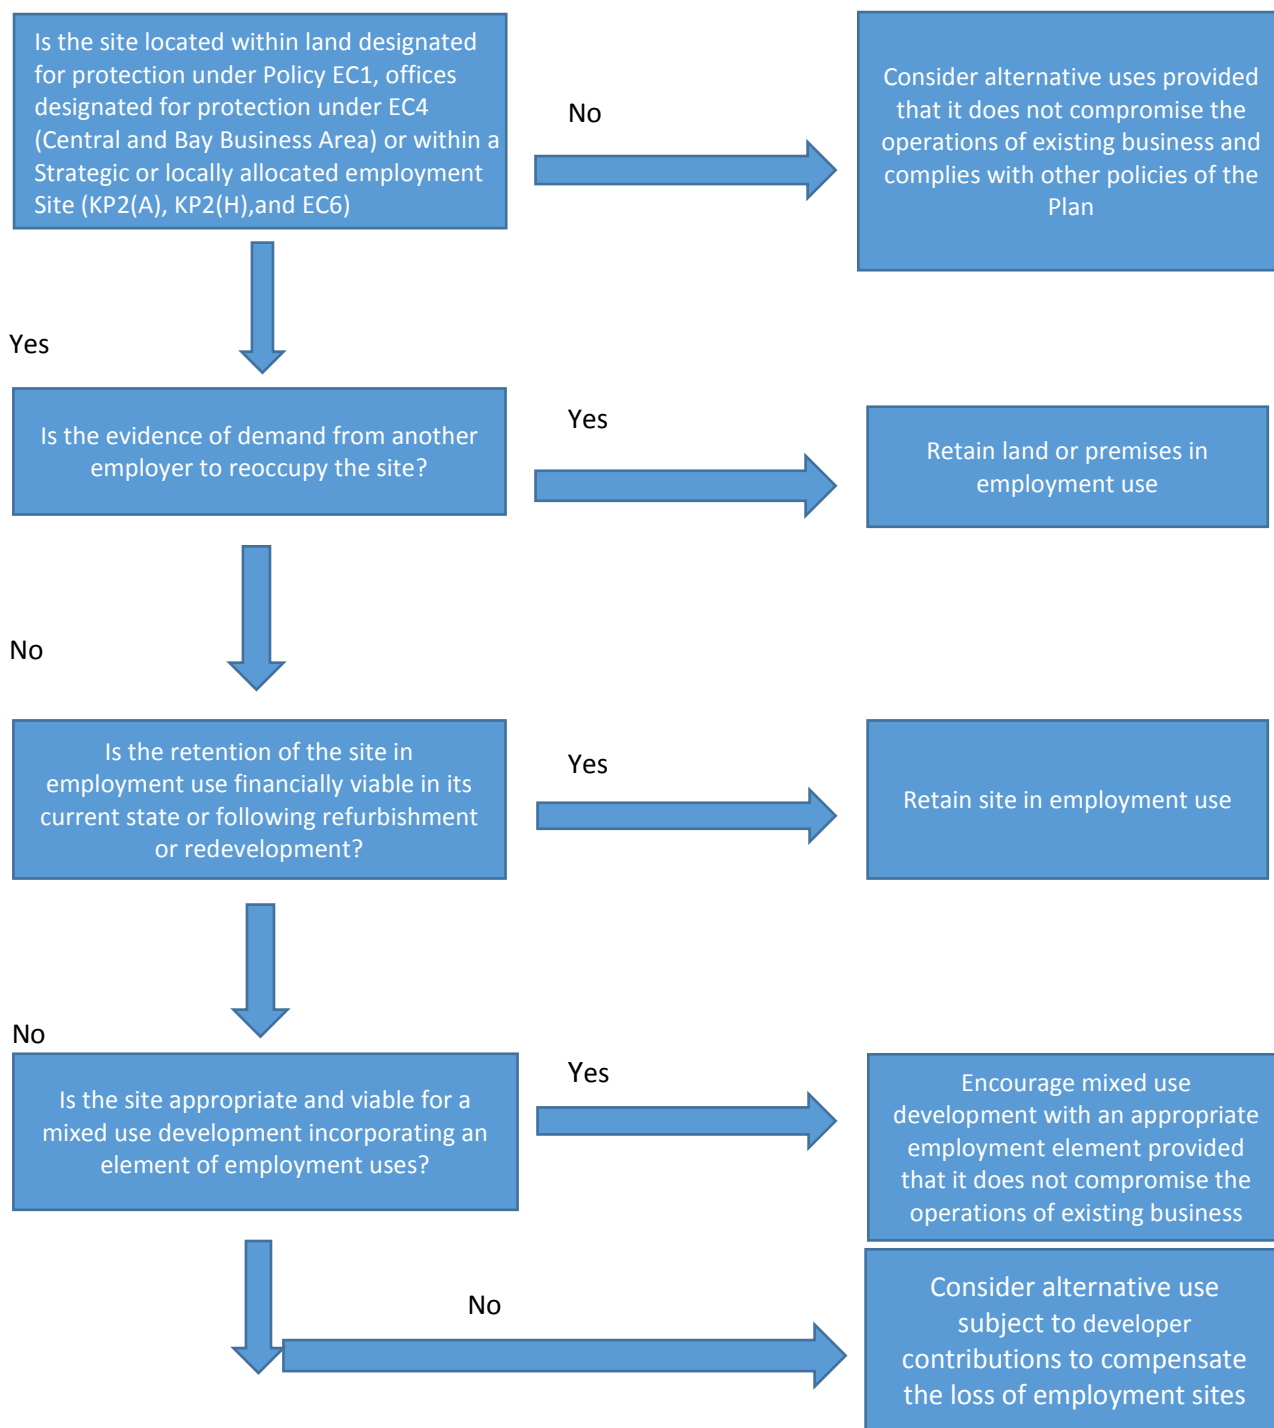 Is the site located within land designated
for protection under Policy EC1, offices
designated for protection under EC4
(Central and Bay Business Area) or within a
Strategic or locally allocated employment
Site (KP2(A), KP2(H),and EC6)
No
Consider alternative uses provided
that it does not compromise the
operations of existing business and
complies with other policies of the
Plan
Yes
Is the evidence of demand from another
employer to reoccupy the site?
Yes
Retain land or premises in
employment use
No
Is the retention of the site in
employment use financially viable in its
current state or following refurbishment
or redevelopment?
Yes
Retain site in employment use
No
Is the site appropriate and viable for a
mixed use development incorporating an
element of employment uses?
Yes
Encourage mixed use
development with an appropriate
employment element provided
that it does not compromise the
operations of existing business
No
Consider alternative use
subject to developer
contributions to compensate
the loss of employment sites